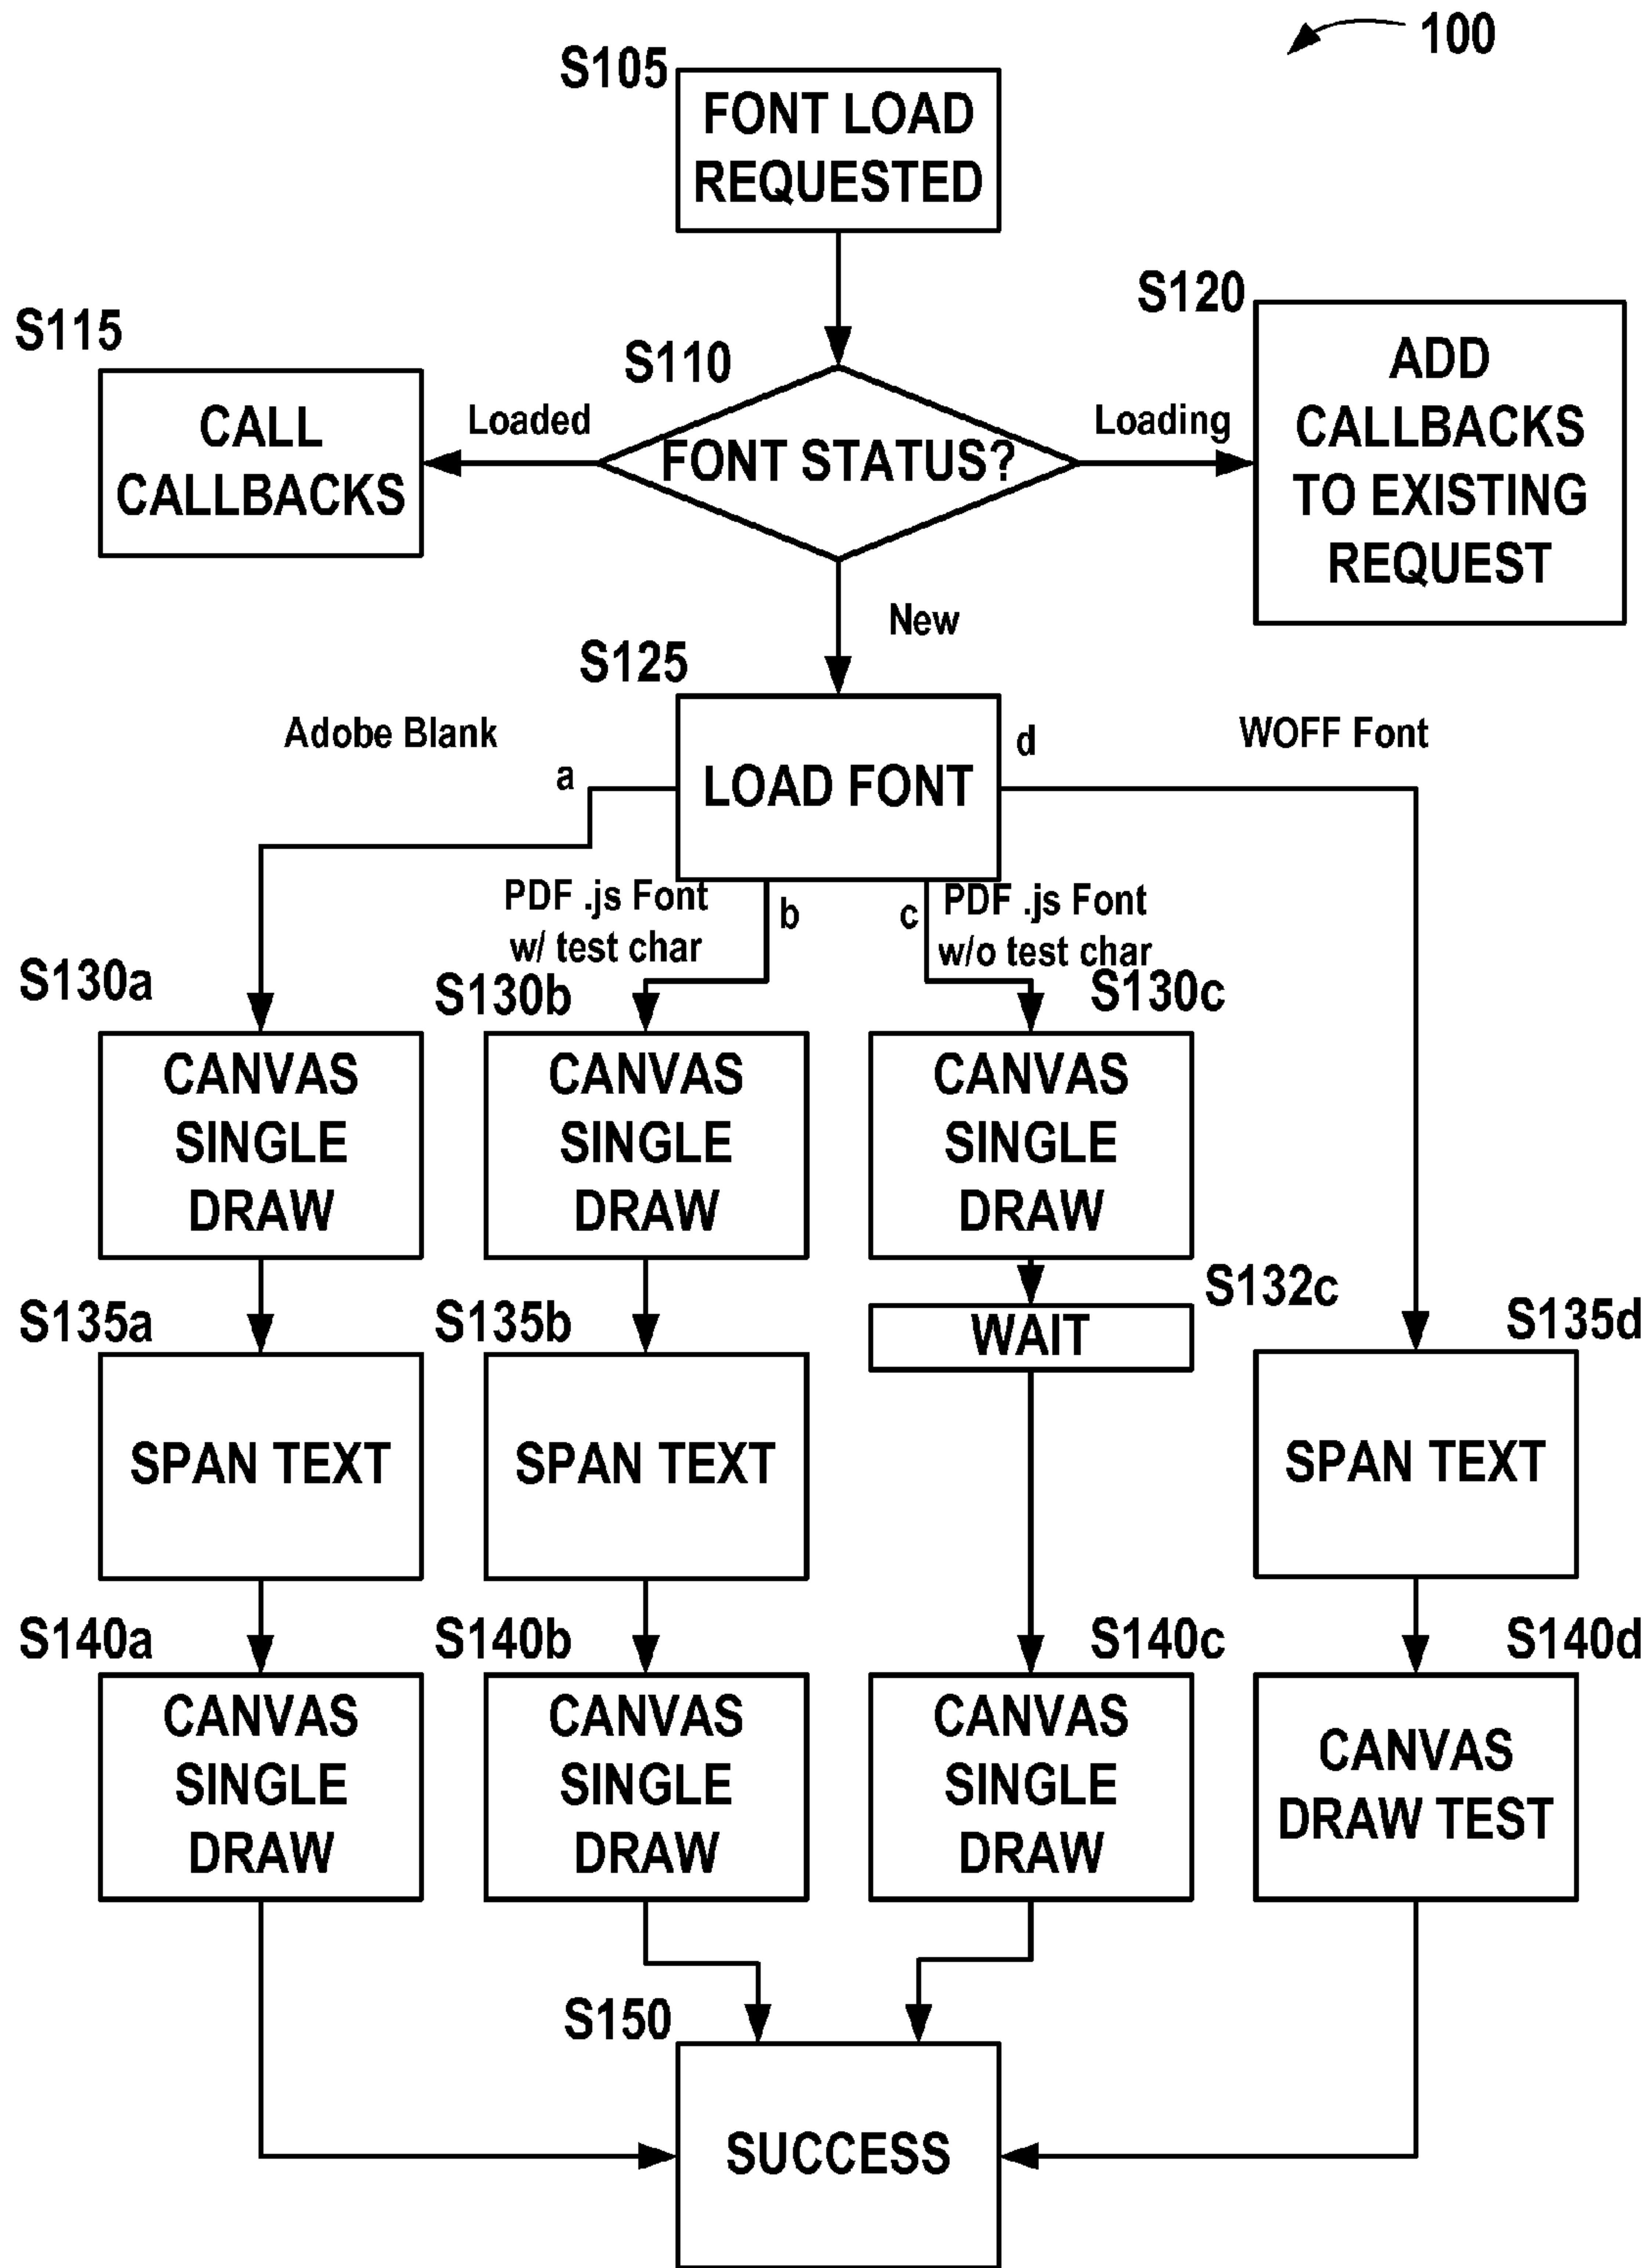 100
S105
FONT LOAD
REQUESTED
S110
FONT STATUS?
Loaded
S115
CALL
CALLBACKS
Loading
S120
ADD
CALLBACKS
TO EXISTING
REQUEST
New
S125
LOAD FONT
Adobe Blank
a
PDF .js Font
w/ test char
b
c
PDF .js Font
w/o test char
d
WOFF Font
S130a
CANVAS
SINGLE
DRAW
S130b
CANVAS
SINGLE
DRAW
S130c
CANVAS
SINGLE
DRAW
S132c
WAIT
S135a
SPAN TEXT
S135b
SPAN TEXT
S135d
SPAN TEXT
S140a
CANVAS
SINGLE
DRAW
S140b
CANVAS
SINGLE
DRAW
S140c
CANVAS
SINGLE
DRAW
S140d
CANVAS
DRAW TEST
S150
SUCCESS